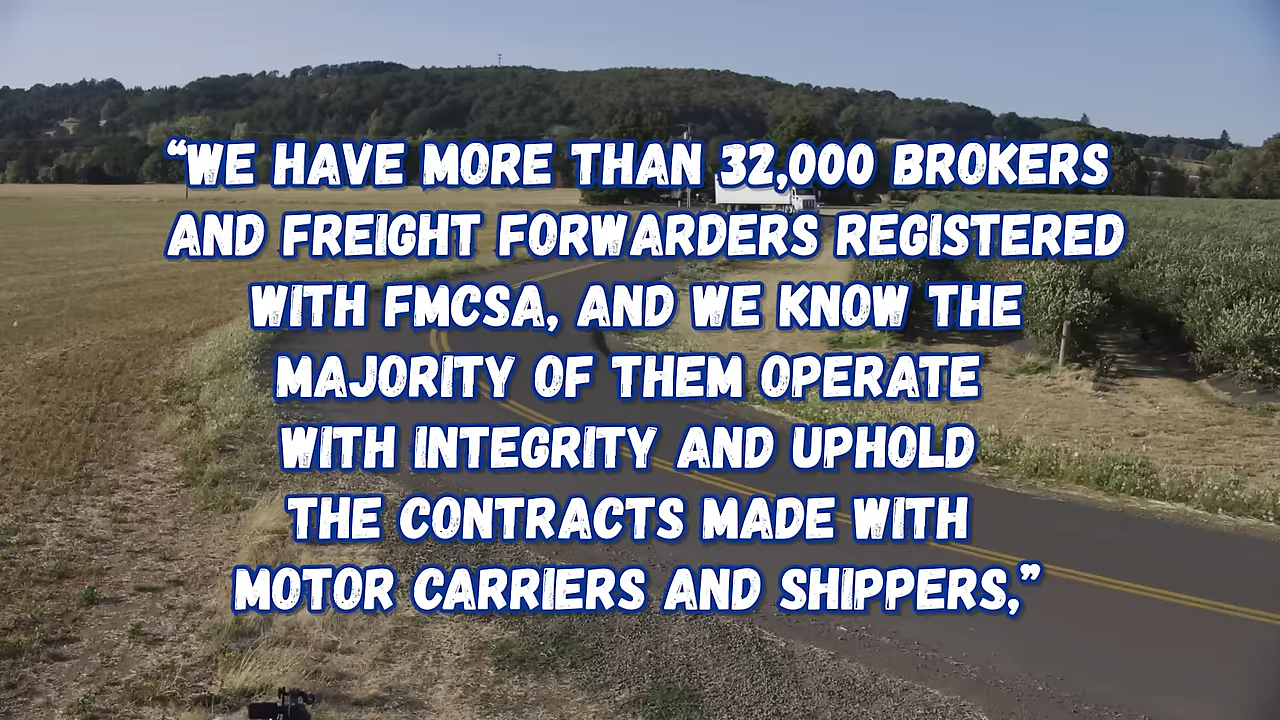 “WE HAVE MORE THAN 32,000 BROKERS
AND FREIGHT FORWARDERS REGISTERED
WITH FMCSA, AND WE KNOW THE
MAJORITY OF THEM OPERATE
WITH INTEGRITY AND UPHOLD
THE CONTRACTS MADE WITH
MOTOR CARRIERS AND SHIPPERS,”